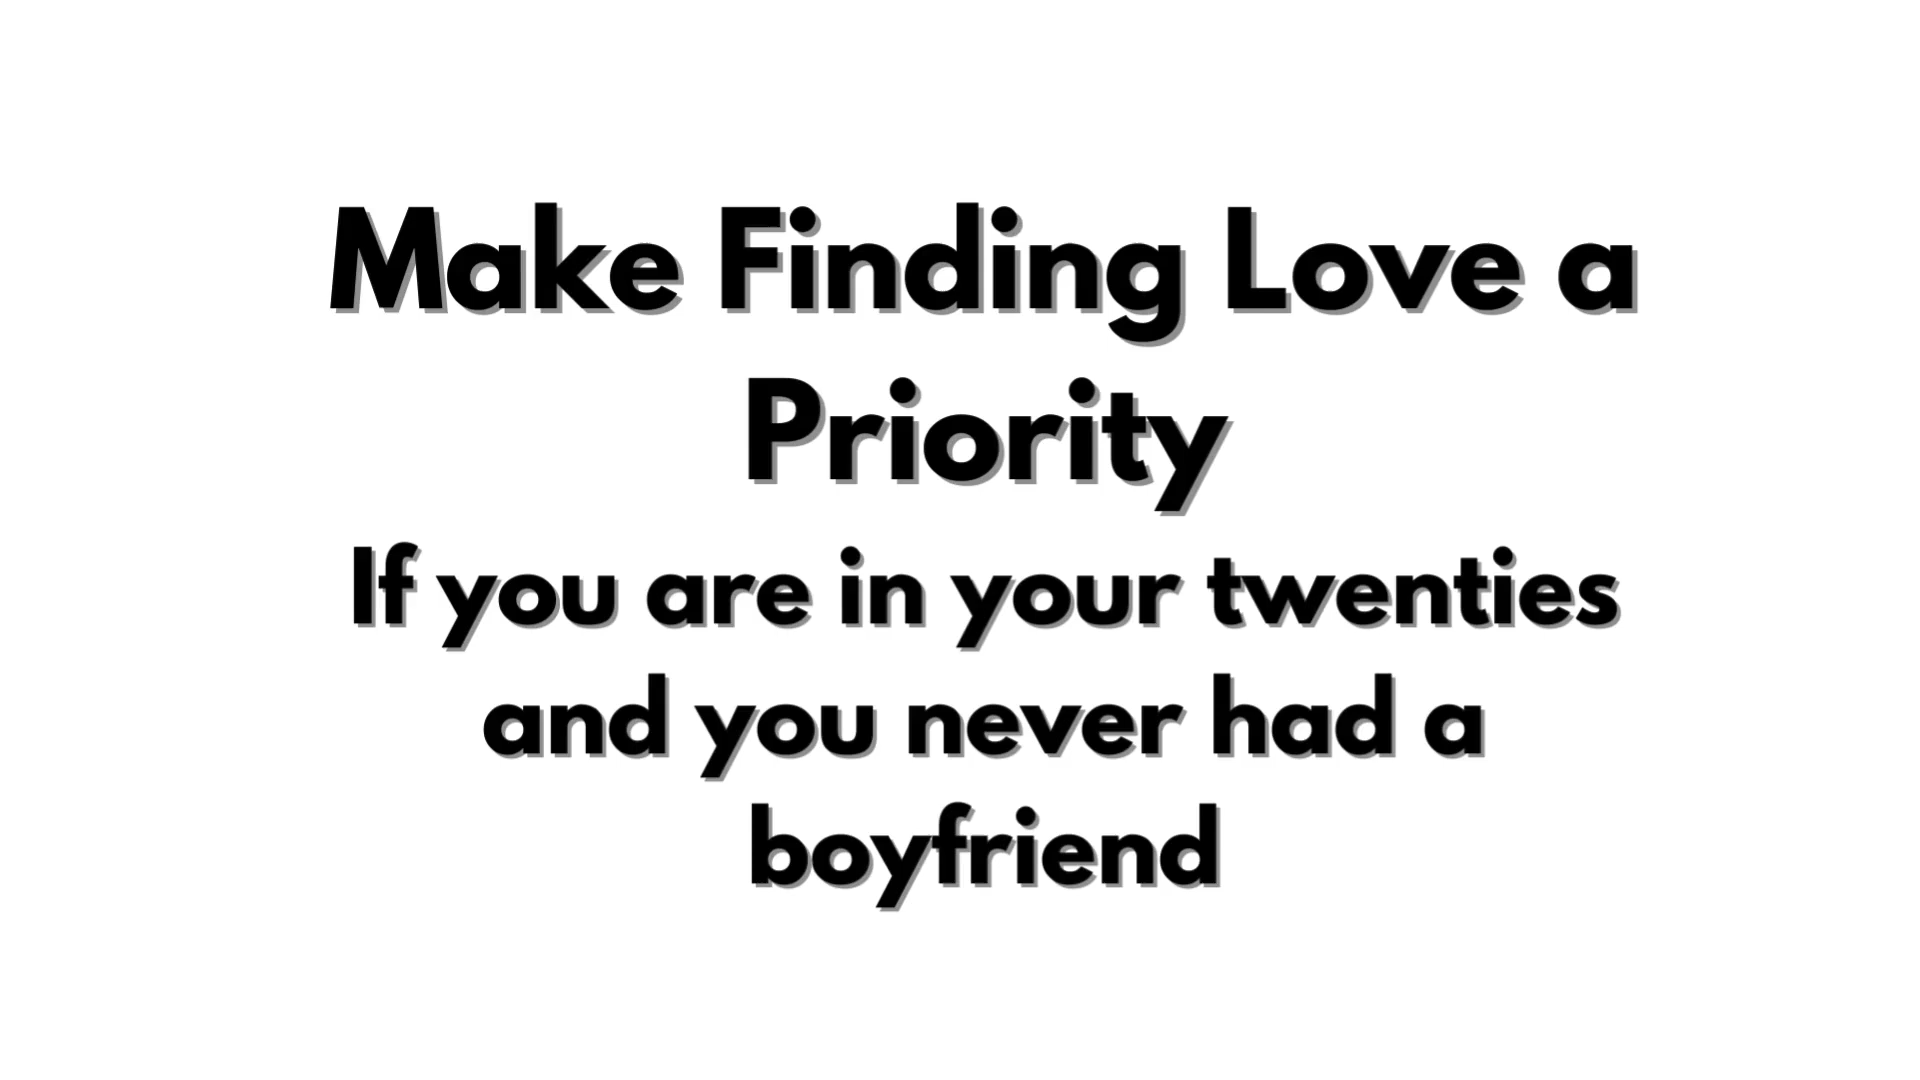 Make Finding Love a
Priority
If you are in your twenties
and you never had a
boyfriend